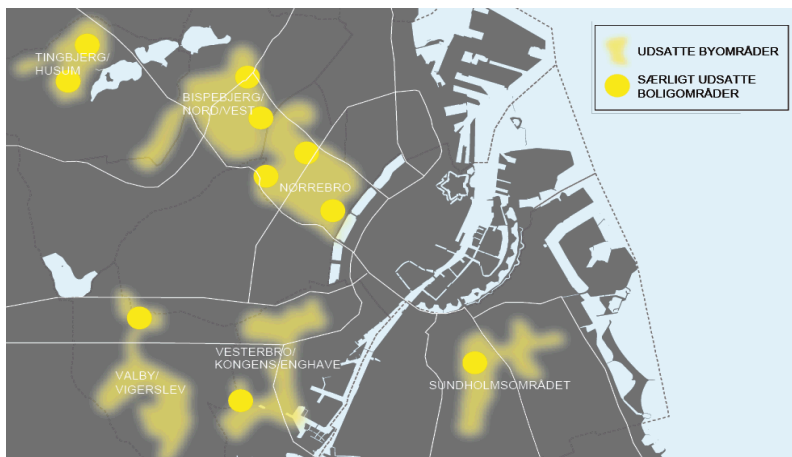 TINGBJERG/
HUSUM
BISPEBJERG/
NORD/VEST
NØRREBRO
VALBY/
VIGERSLEV
VESTERBRO/
KONGENS/ENGHAVE
SUNDHOLMSOMRÅDET
UDSATTE BYOMRÅDER
SÆRLIGT UDSATTE
BOLIGOMRÅDER